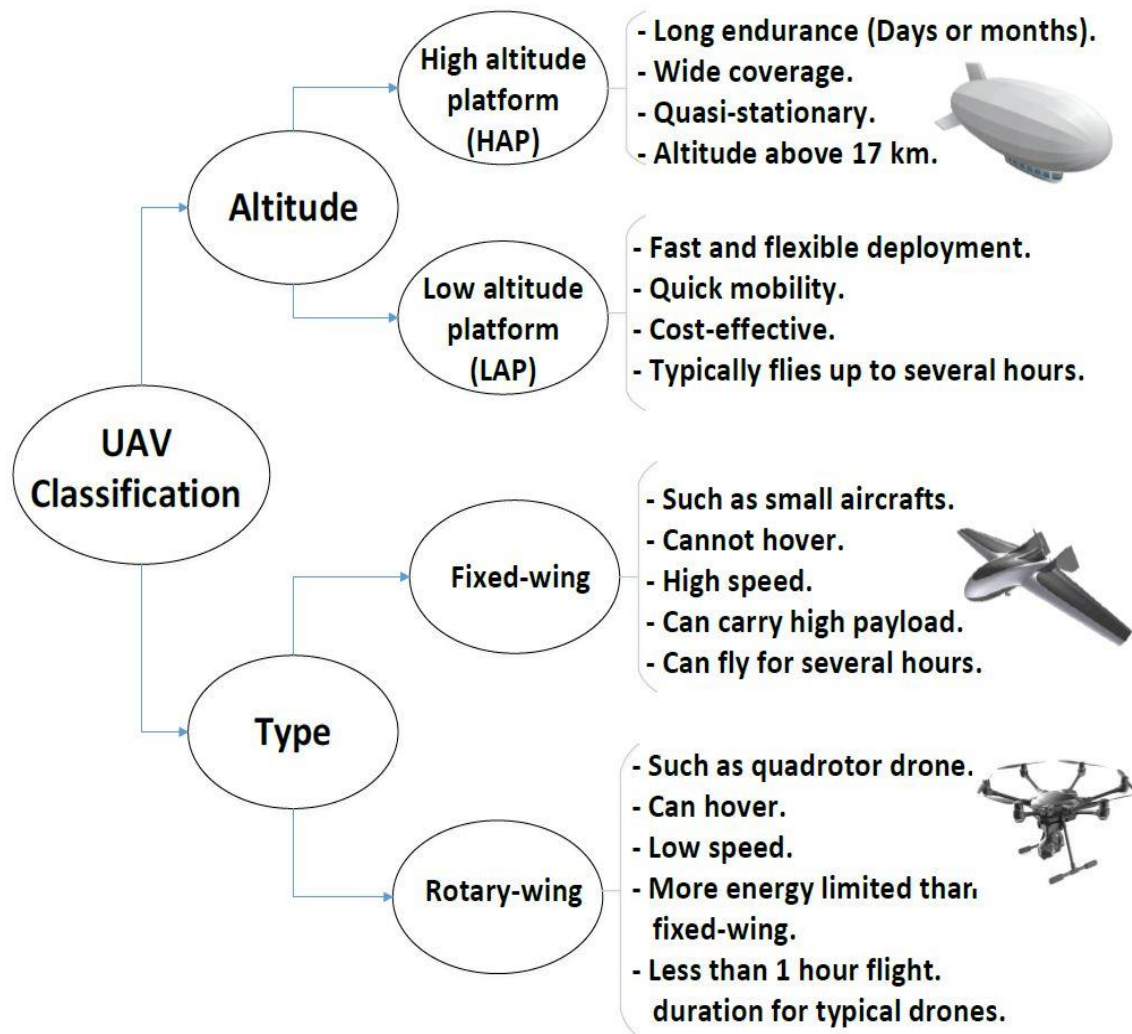 High altitude
platform
(HAP)
- Long endurance (Days or months).
- Wide coverage.
- Quasi-stationary.
- Altitude above 17 km.
Altitude
Low altitude
platform
(LAP)
- Fast and flexible deployment.
- Quick mobility.
- Cost-effective.
- Typically flies up to several hours.
UAV
Classification
Fixed-wing
- Such as small aircrafts.
- Cannot hover.
- High speed.
- Can carry high payload.
- Can fly for several hours.
Type
Rotary-wing
- Such as quadrotor drone.
- Can hover.
- Low speed.
- More energy limited than
fixed-wing.
- Less than 1 hour flight.
duration for typical drones.